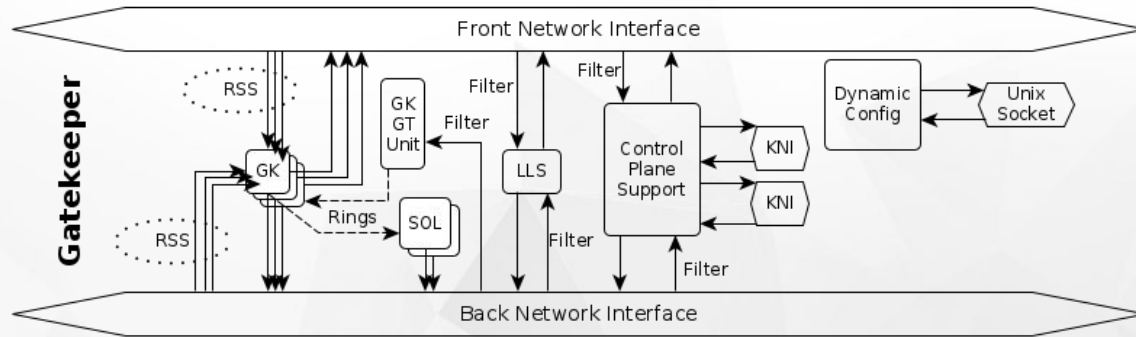 Front Network Interface
Gatekeeper
RSS
GK
RSS
GK
GT
Unit
Filter
Rings
SOL
Filter
LLS
Filter
Filter
Control
Plane
Support
Filter
KNI
KNI
Dynamic
Config
Unix
Socket
Back Network Interface